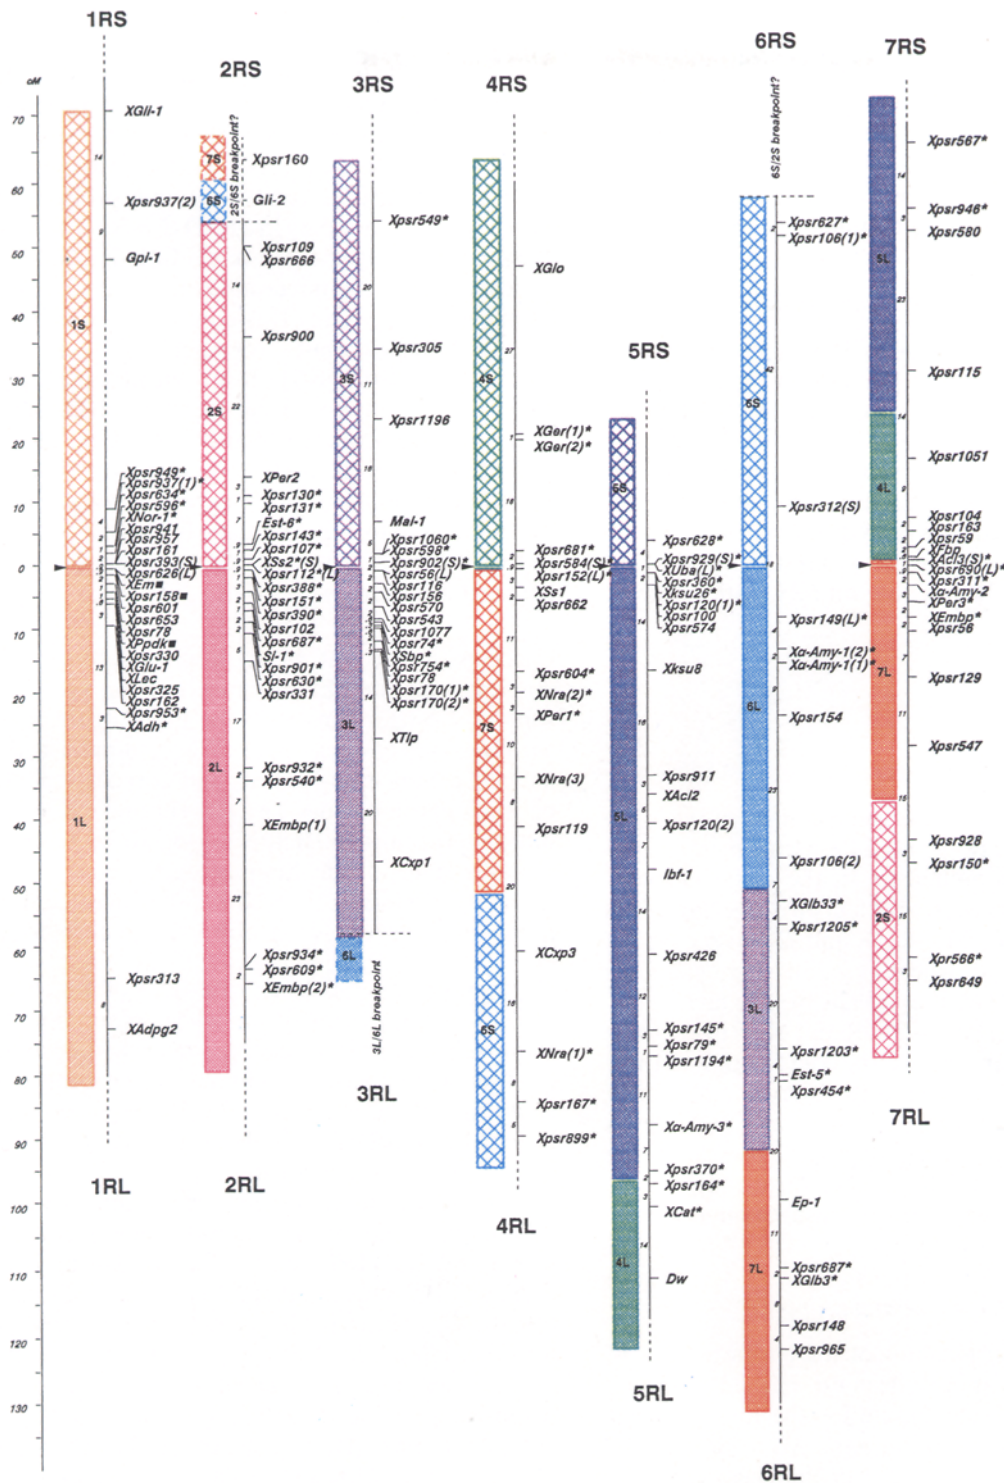 1RS
2RS
3RS
4RS
5RS
6RS
7RS
cM
70
60
50
40
30
20
10
0
10
20
30
40
50
60
70
80
90
100
110
120
130
1S
1L
XGli-1
Xpsr937(2)
Gpi-1
Xpsr949*
Xpsr937(1)*
Xpsr634*
Xpsr596*
XNor-1*
Xpsr941
Xpsr957
Xpsr161
Xpsr393(S)
Xpsr626(L)
XEm■
Xpsr158■
Xpsr601
Xpsr653
Xpsr78
XPpdk■
Xpsr330
XGlu-1
XLec
Xpsr325
Xpsr162
Xpsr953*
XAdh*
Xpsr313
XAdpg2
1RL
7S
6S
2S
2L
2S/6S breakpoint?
Xpsr160
Gli-2
Xpsr109
Xpsr666
Xpsr900
XPer2
Xpsr130*
Xpsr131*
Est-6*
Xpsr143*
Xpsr107*
XSs2*(S)
Xpsr112*(L)
Xpsr388*
Xpsr151*
Xpsr390
Xpsr102
Xpsr687*
Si-1*
Xpsr901*
Xpsr630*
Xpsr331
Xpsr932*
Xpsr540*
XEmbp(1)
Xpsr934*
Xpsr609*
XEmbp(2)*
2RL
3S
3L
6L
Xpsr549*
Xpsr305
Xpsr1196
Mal-1
Xpsr1060*
Xpsr598*
Xpsr902(S)
Xpsr56(L)
Xpsr116
Xpsr156
Xpsr570
Xpsr543
Xpsr1077
Xpsr74*
XSbp*
Xpsr754*
Xpsr78
Xpsr170(1)*
Xpsr170(2)*
XTlp
XCxp1
3L/6L breakpoint
3RL
4S
7S
6S
XGlo
XGer(1)*
XGer(2)*
Xpsr681*
Xpsr584(S)*
Xpsr152(L)*
XSs1
Xpsr662
Xpsr604*
XNra(2)*
XPer1*
XNra(3)
Xpsr119
XCxp3
XNra(1)*
Xpsr167*
Xpsr899*
4RL
5L
4L
Xpsr628*
Xpsr929(S)*
XUba(L)*
Xpsr360*
Xksu26*
Xpsr120(1)*
Xpsr100
Xpsr574
Xksu8
Xpsr911
XAcl2
Xpsr120(2)
Ibf-1
Xpsr426
Xpsr145*
Xpsr79*
Xpsr1194*
Xα-Amy-3*
Xpsr370*
Xpsr164*
XCat*
Dw
5RL
6S/2S breakpoint?
6S
6L
3L
7L
Xpsr627*
Xpsr106(1)*
Xpsr312(S)
Xpsr149(L)*
Xα-Amy-1(2)*
Xα-Amy-1(1)*
Xpsr154
Xpsr106(2)
XGlb33*
Xpsr1205*
Xpsr1203*
Est-5*
Xpsr454*
Ep-1
Xpsr687*
XGlb3*
Xpsr148
Xpsr965
6RL
5L
4L
7L
2S
Xpsr567*
Xpsr946*
Xpsr580
Xpsr115
Xpsr1051
Xpsr104
Xpsr163
Xpsr59
XFbp
XAcl3(S)*
Xpsr690(L)*
Xpsr311*
Xα-Amy-2
XPer3*
XEmbp*
Xpsr56
Xpsr129
Xpsr547
Xpsr928
Xpsr150*
Xpr566*
Xpsr649
7RL